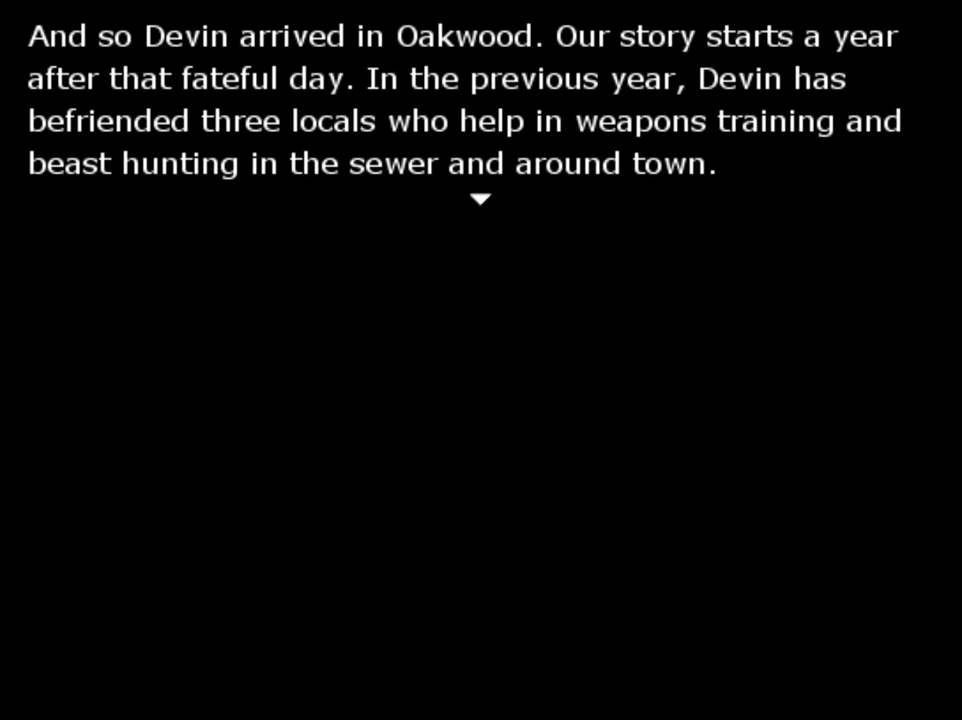 And so Devin arrived in Oakwood. Our story starts a year
after that fateful day. In the previous year, Devin has
befriended three locals who help in weapons training and
beast hunting in the sewer and around town.